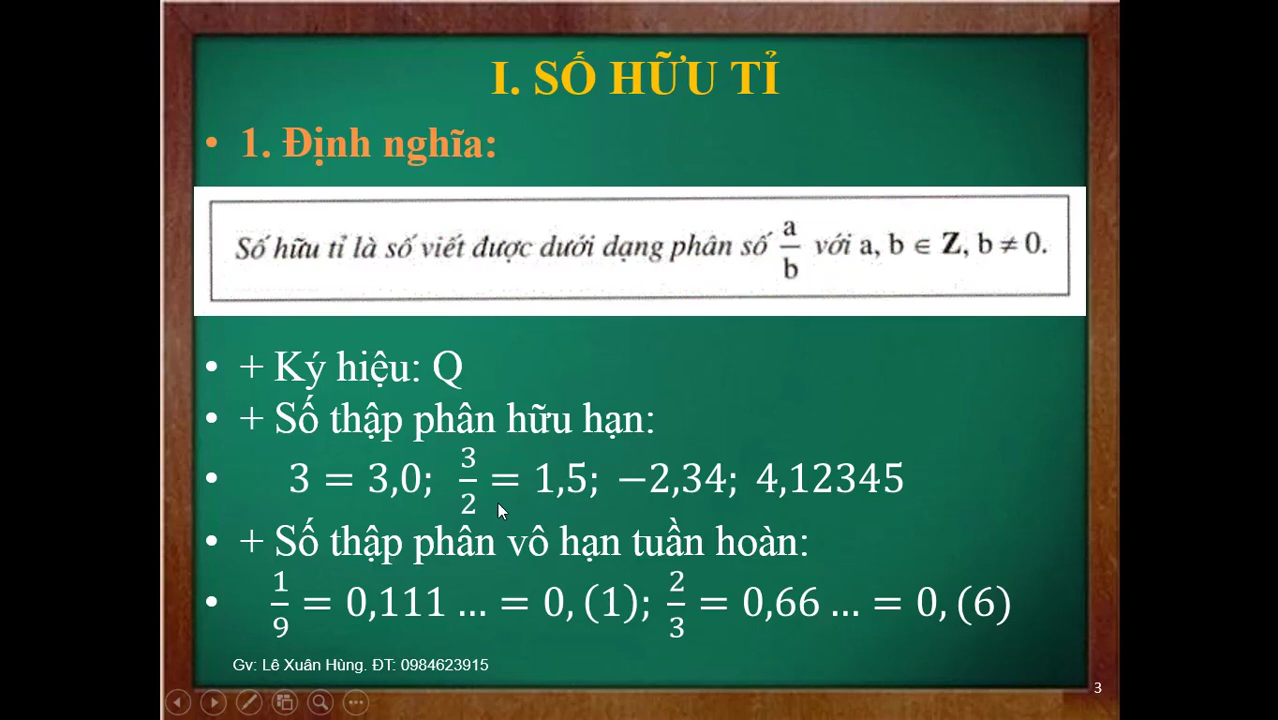 I. SỐ HỮU TỈ
• 1. Định nghĩa:
Số hữu tỉ là số viết được dưới dạng phân số a/b với a, b ∈ Z, b ≠ 0.
• + Ký hiệu: Q
• + Số thập phân hữu hạn:
• 3 = 3,0; 3/2 = 1,5; −2,34; 4,12345
• + Số thập phân vô hạn tuần hoàn:
• 1/9 = 0,111 ... = 0, (1); 2/3 = 0,66 ... = 0, (6)
Gv: Lê Xuân Hùng. ĐT: 0984623915
3